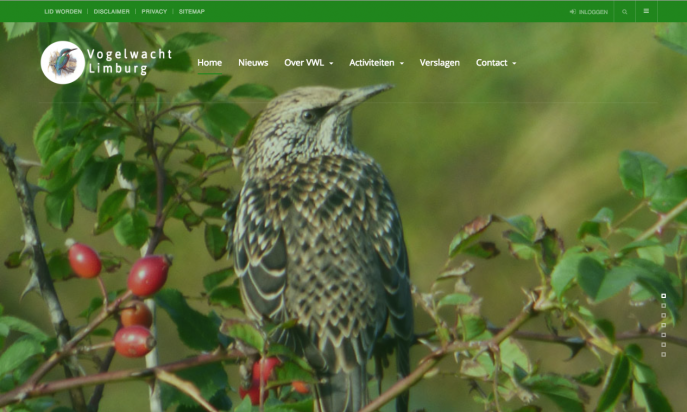 LID WORDEN | DISCLAIMER | PRIVACY | SITEMAP INLOGGEN
Vogelwacht
Limburg
Home Nieuws Over VWL Activiteiten Verslagen Contact